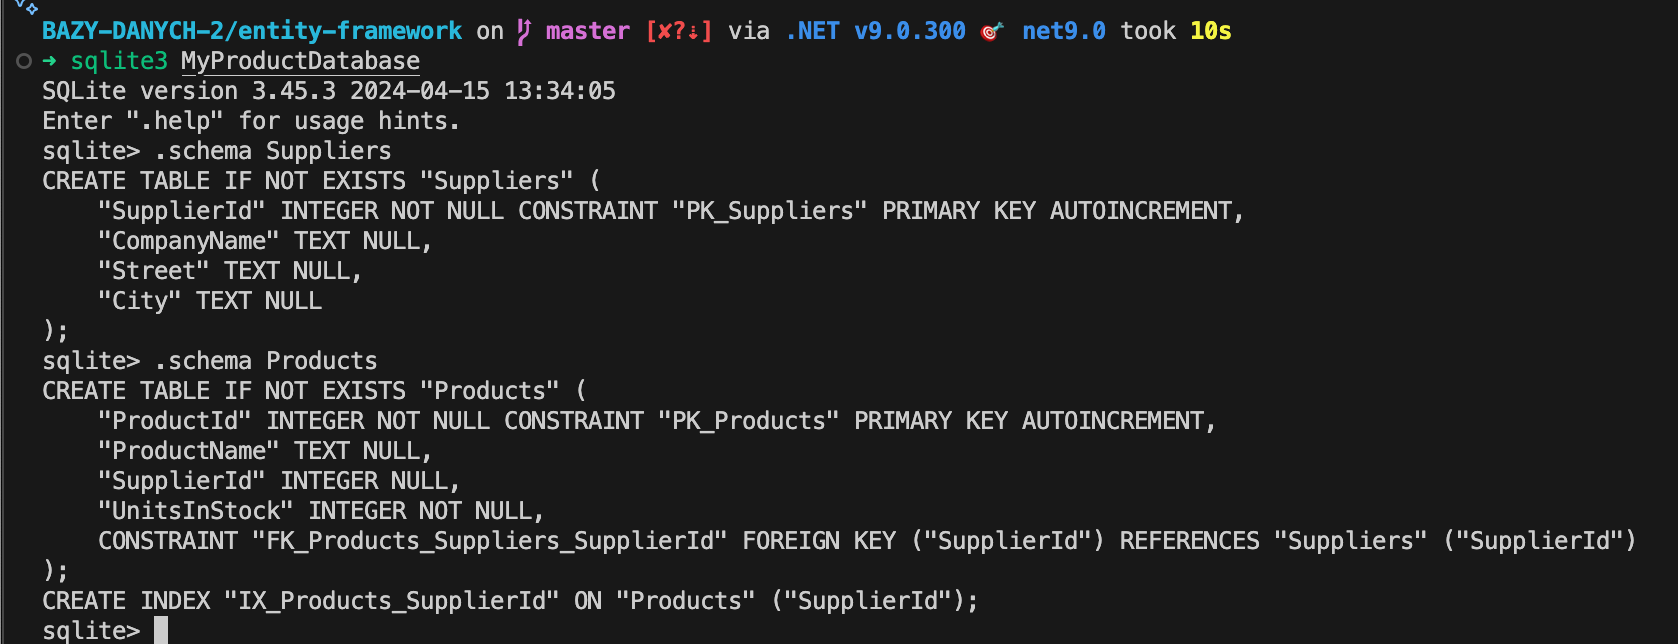 BAZY-DANYCH-2/entity-framework on master [✘?⇣] via .NET v9.0.300 🎯 net9.0 took 10s
➜ sqlite3 MyProductDatabase
SQLite version 3.45.3 2024-04-15 13:34:05
Enter ".help" for usage hints.
sqlite> .schema Suppliers
CREATE TABLE IF NOT EXISTS "Suppliers" (
    "SupplierId" INTEGER NOT NULL CONSTRAINT "PK_Suppliers" PRIMARY KEY AUTOINCREMENT,
    "CompanyName" TEXT NULL,
    "Street" TEXT NULL,
    "City" TEXT NULL
);
sqlite> .schema Products
CREATE TABLE IF NOT EXISTS "Products" (
    "ProductId" INTEGER NOT NULL CONSTRAINT "PK_Products" PRIMARY KEY AUTOINCREMENT,
    "ProductName" TEXT NULL,
    "SupplierId" INTEGER NULL,
    "UnitsInStock" INTEGER NOT NULL,
    CONSTRAINT "FK_Products_Suppliers_SupplierId" FOREIGN KEY ("SupplierId") REFERENCES "Suppliers" ("SupplierId")
);
CREATE INDEX "IX_Products_SupplierId" ON "Products" ("SupplierId");
sqlite>